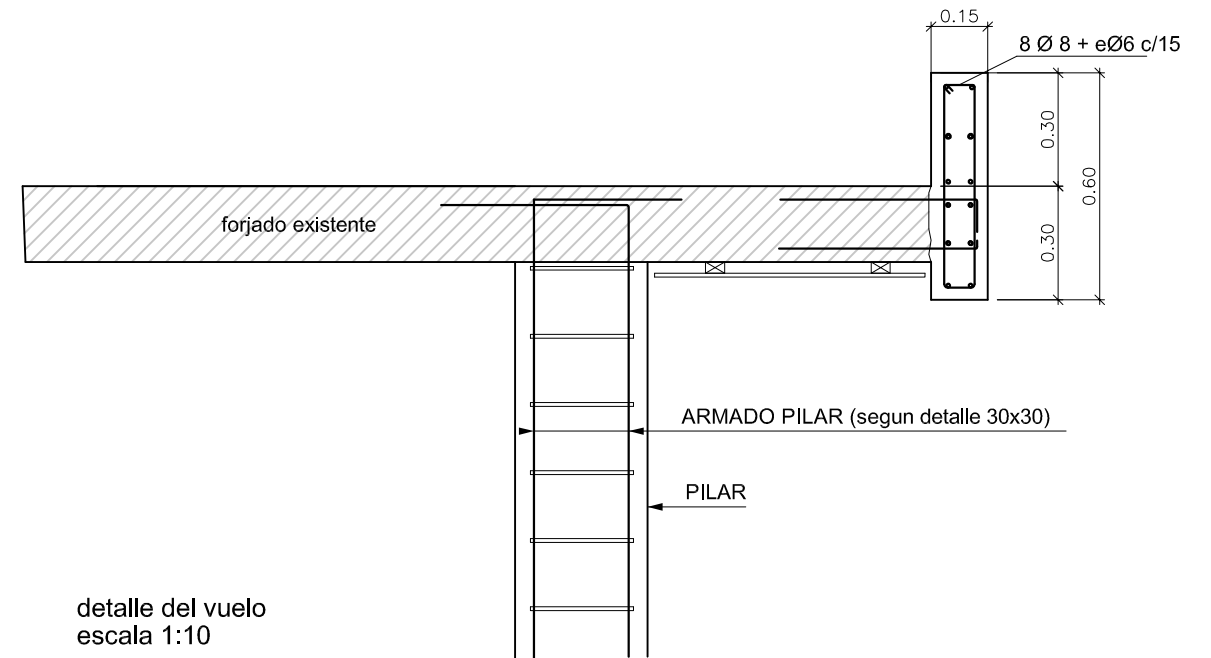 0.15
8 Ø 8 + eØ6 c/15
0.30
0.60
forjado existente
0.30
ARMADO PILAR (segun detalle 30x30)
PILAR
detalle del vuelo
escala 1:10